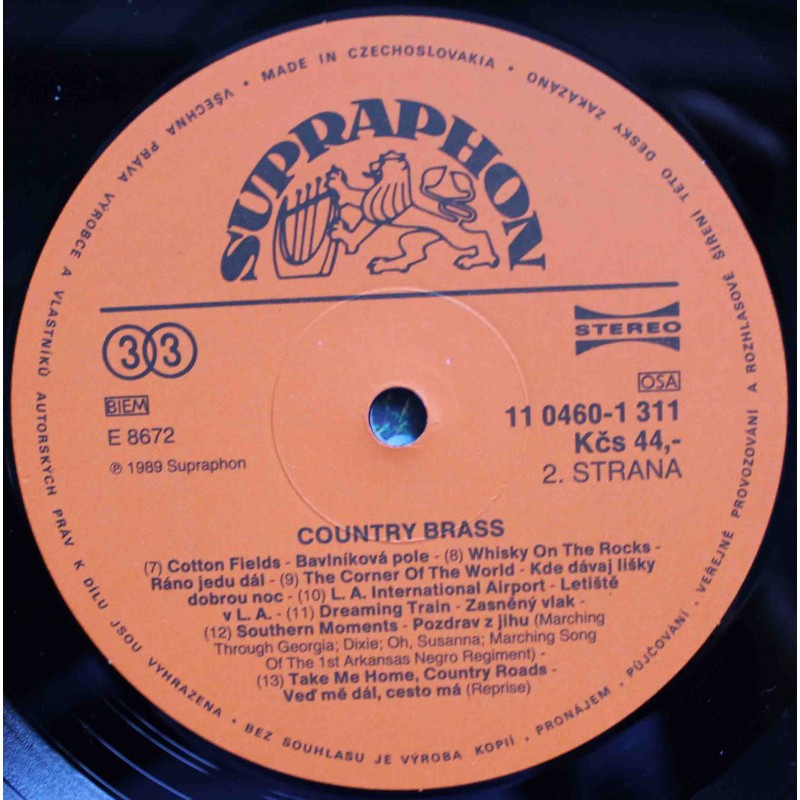 • VŠECHNA PRÁVA VÝROBCE A VLASTNÍKŮ AUTORSKÝCH PRÁV K DÍLU JSOU VYHRAZENA • BEZ SOUHLASU JE VÝROBA KOPIÍ, PRONÁJEM, PŮJČOVÁNÍ, VEŘEJNÉ PROVOZOVÁNÍ A ROZHLASOVÉ ŠÍŘENÍ TÉTO DESKY ZAKÁZÁNO • MADE IN CZECHOSLOVAKIA
SUPRAPHON
STEREO
33
BIEM
OSA
E 8672
11 0460-1 311
℗ 1989 Supraphon
Kčs 44,-
2. STRANA
COUNTRY BRASS
(7) Cotton Fields - Bavlníková pole - (8) Whisky On The Rocks -
Ráno jedu dál - (9) The Corner Of The World - Kde dávaj lišky
dobrou noc - (10) L. A. International Airport - Letiště
v L. A. - (11) Dreaming Train - Zasněný vlak -
(12) Southern Moments - Pozdrav z jihu (Marching
Through Georgia; Dixie; Oh, Susanna; Marching Song
Of The 1st Arkansas Negro Regiment) -
(13) Take Me Home, Country Roads -
Veď mě dál, cesto má (Reprise)